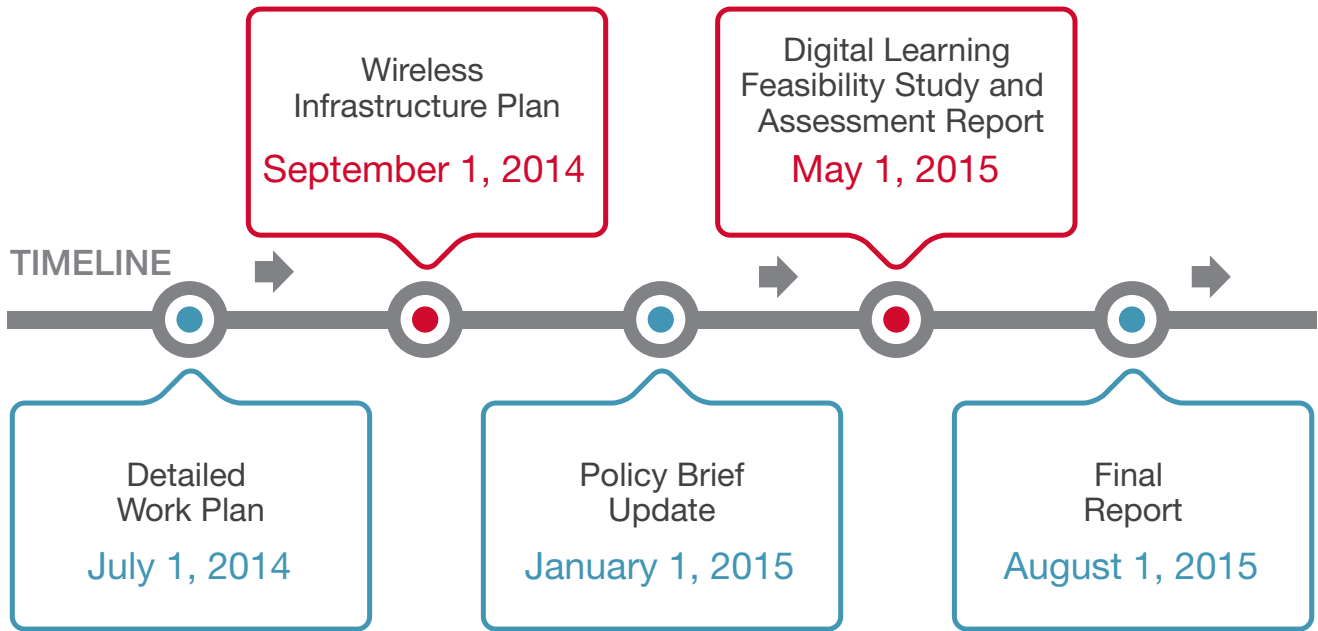 Wireless
Infrastructure Plan
September 1, 2014
Digital Learning
Feasibility Study and
Assessment Report
May 1, 2015
TIMELINE
Detailed
Work Plan
July 1, 2014
Policy Brief
Update
January 1, 2015
Final
Report
August 1, 2015